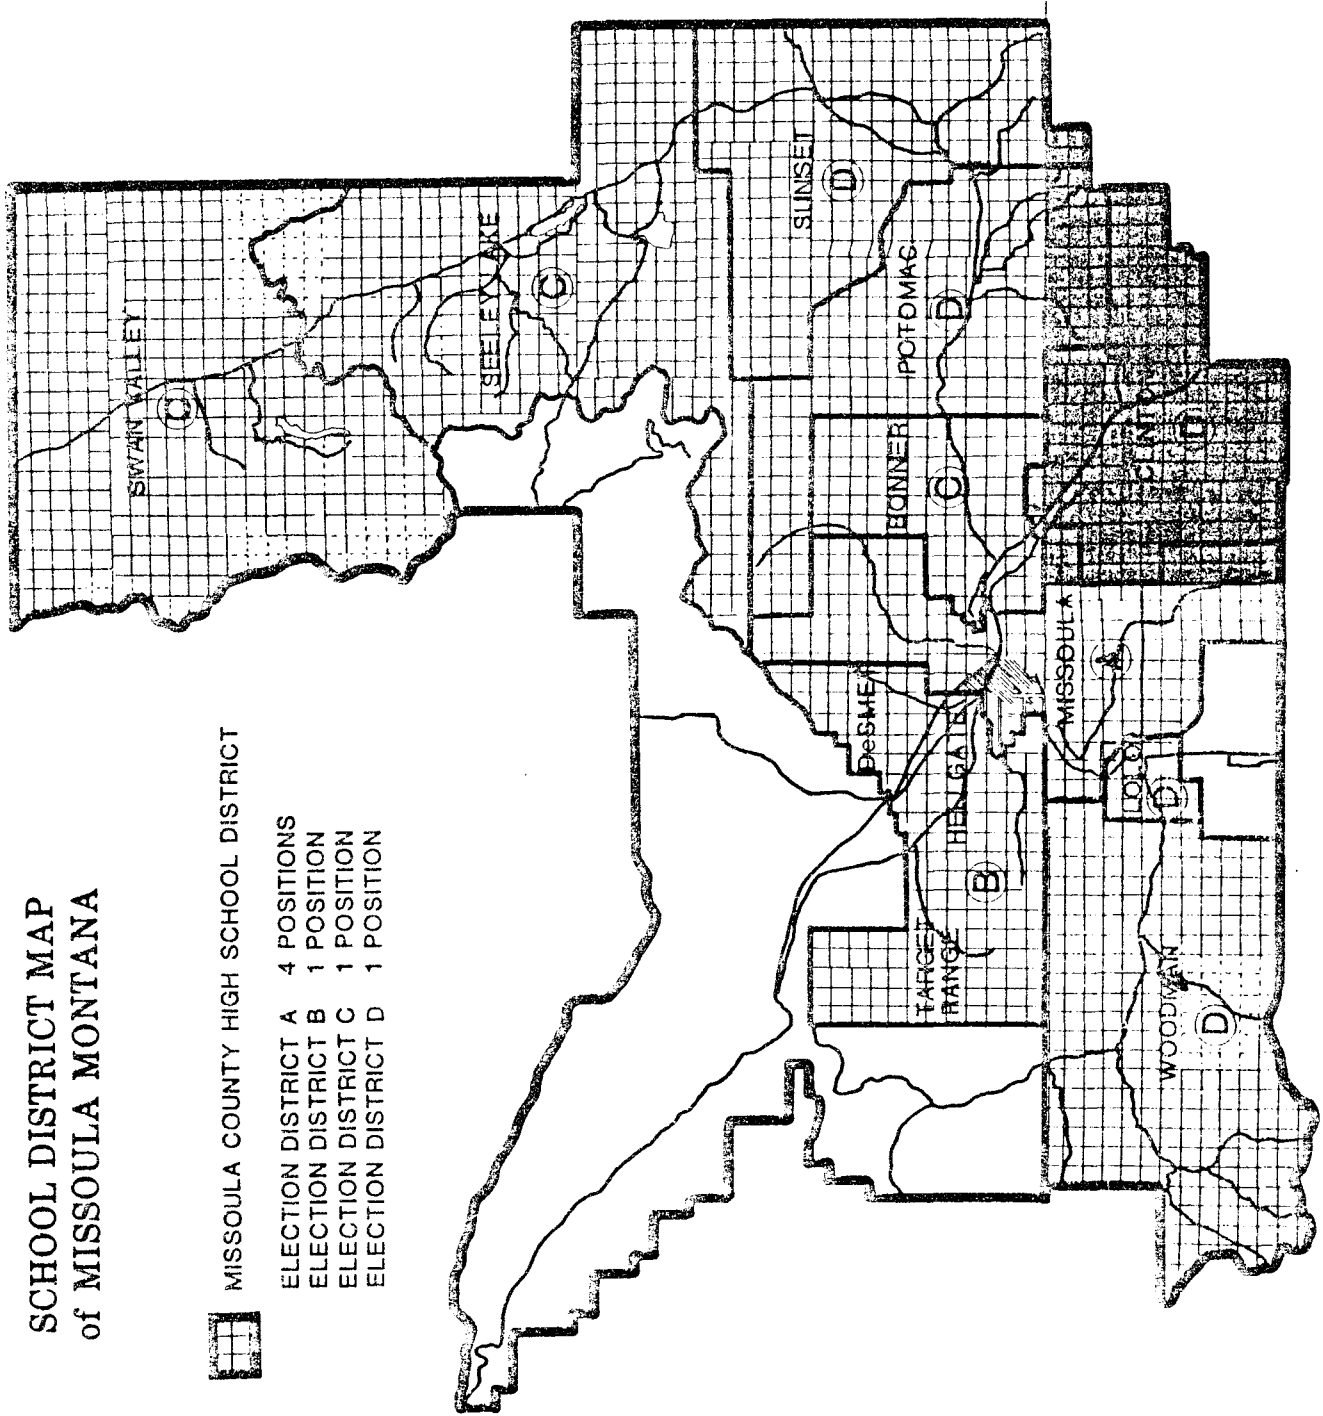 SCHOOL DISTRICT MAP
of MISSOULA MONTANA
MISSOULA COUNTY HIGH SCHOOL DISTRICT
ELECTION DISTRICT A 4 POSITIONS
ELECTION DISTRICT B 1 POSITION
ELECTION DISTRICT C 1 POSITION
ELECTION DISTRICT D 1 POSITION
SWAN VALLEY
C
SEELEY LAKE
C
SUNSET
D
POTOMAC
D
BONNER
C
CLINTON
D
DeSMET
HELLGATE
MISSOULA
A
LOLO
D
B
TARGET
RANGE
WOODMAN
D